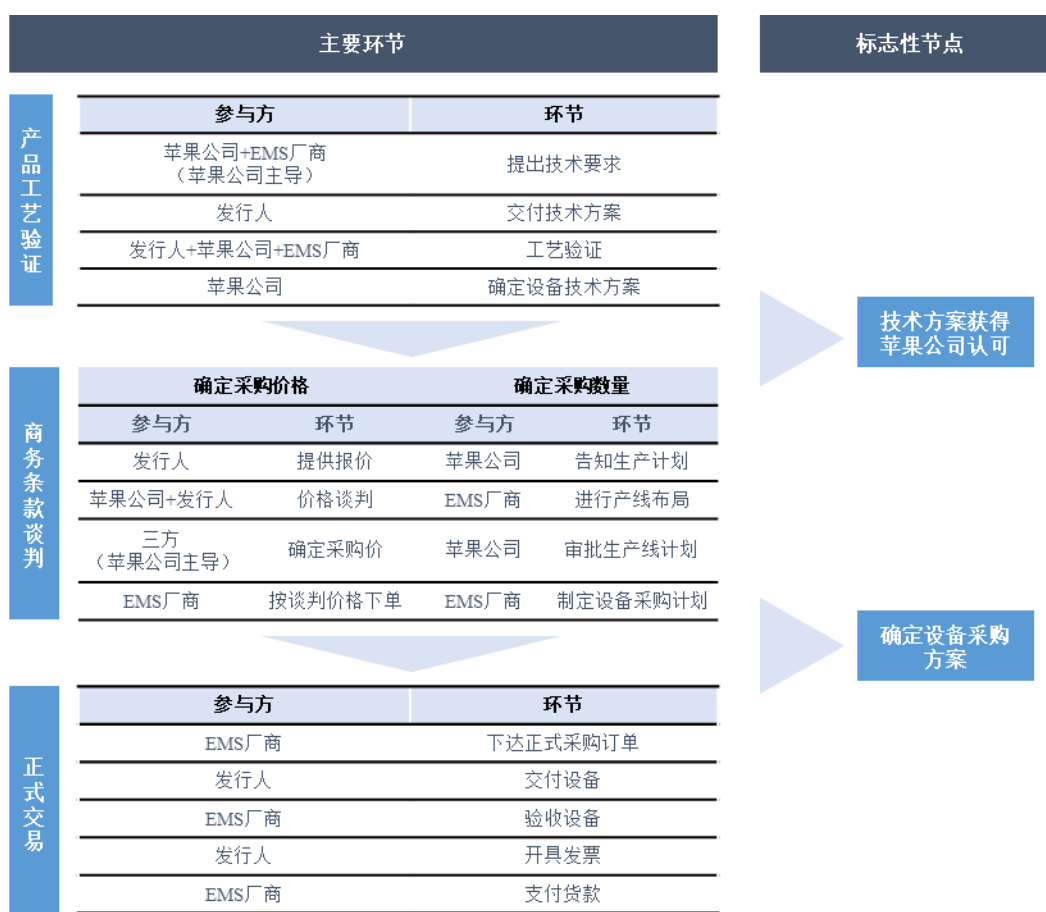 主要环节
标志性节点
产品工艺验证
参与方 环节
苹果公司+EMS厂商
（苹果公司主导） 提出技术要求
发行人 交付技术方案
发行人+苹果公司+EMS厂商 工艺验证
苹果公司 确定设备技术方案
技术方案获得
苹果公司认可
商务条款谈判
确定采购价格 确定采购数量
参与方 环节 参与方 环节
发行人 提供报价 苹果公司 告知生产计划
苹果公司+发行人 价格谈判 EMS厂商 进行产线布局
三方
（苹果公司主导） 确定采购价 苹果公司 审批生产线计划
EMS厂商 按谈判价格下单 EMS厂商 制定设备采购计划
确定设备采购
方案
正式交易
参与方 环节
EMS厂商 下达正式采购订单
发行人 交付设备
EMS厂商 验收设备
发行人 开具发票
EMS厂商 支付货款